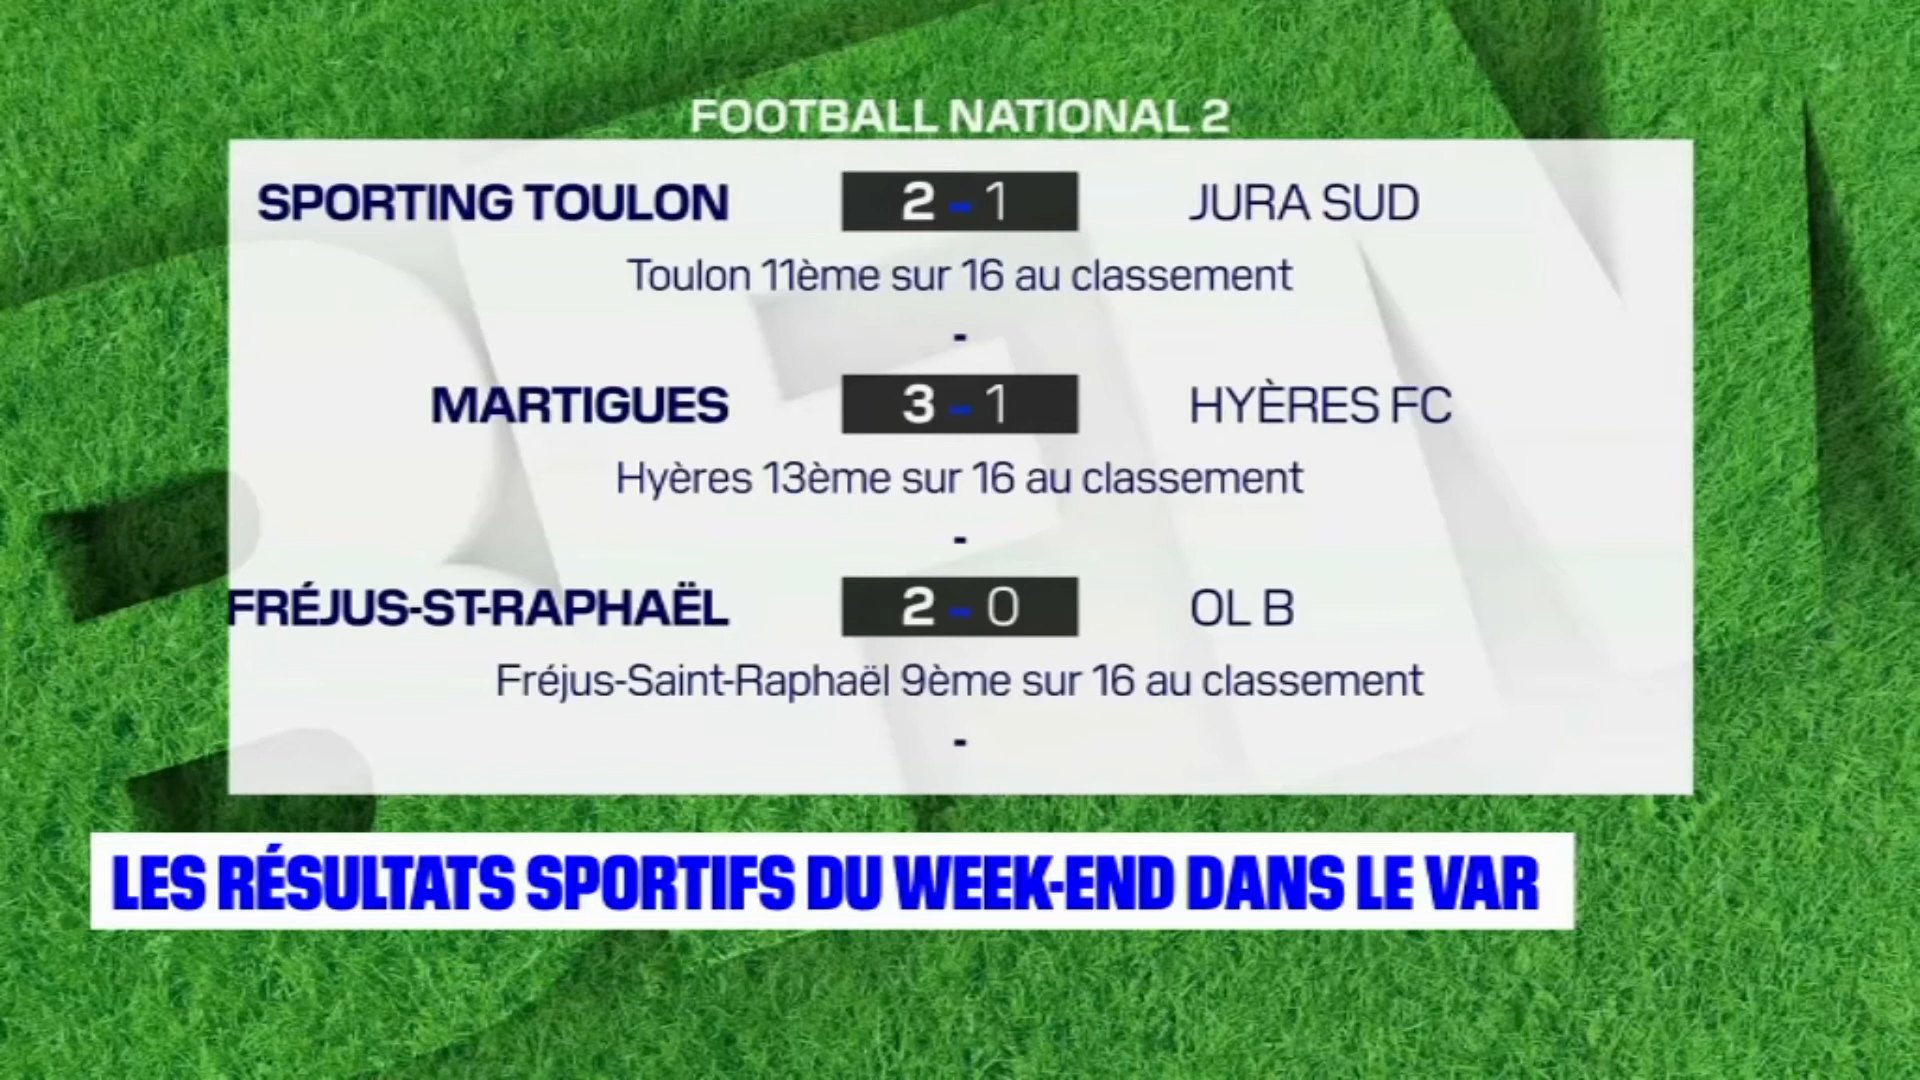 FOOTBALL NATIONAL 2
SPORTING TOULON 2 - 1 JURA SUD
Toulon 11ème sur 16 au classement
-
MARTIGUES 3 - 1 HYÈRES FC
Hyères 13ème sur 16 au classement
-
FRÉJUS-ST-RAPHAËL 2 - 0 OL B
Fréjus-Saint-Raphaël 9ème sur 16 au classement
-
LES RÉSULTATS SPORTIFS DU WEEK-END DANS LE VAR